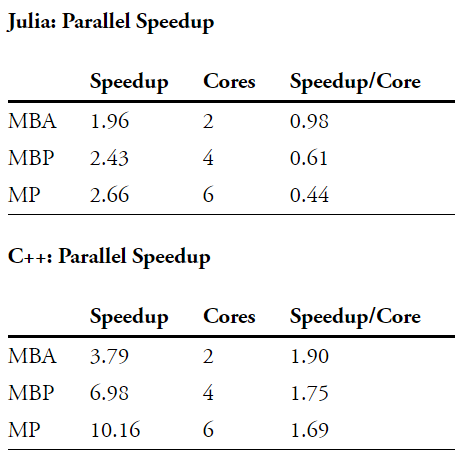 Julia: Parallel Speedup
Speedup Cores Speedup/Core
MBA 1.96 2 0.98
MBP 2.43 4 0.61
MP 2.66 6 0.44
C++: Parallel Speedup
Speedup Cores Speedup/Core
MBA 3.79 2 1.90
MBP 6.98 4 1.75
MP 10.16 6 1.69